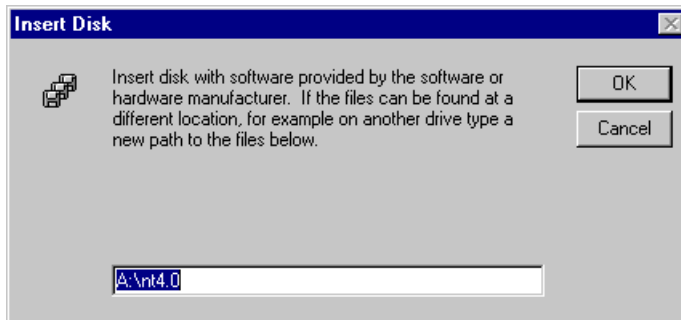 Insert Disk
Insert disk with software provided by the software or
hardware manufacturer.  If the files can be found at a
different location, for example on another drive type a
new path to the files below.
OK
Cancel
A:\nt4.0